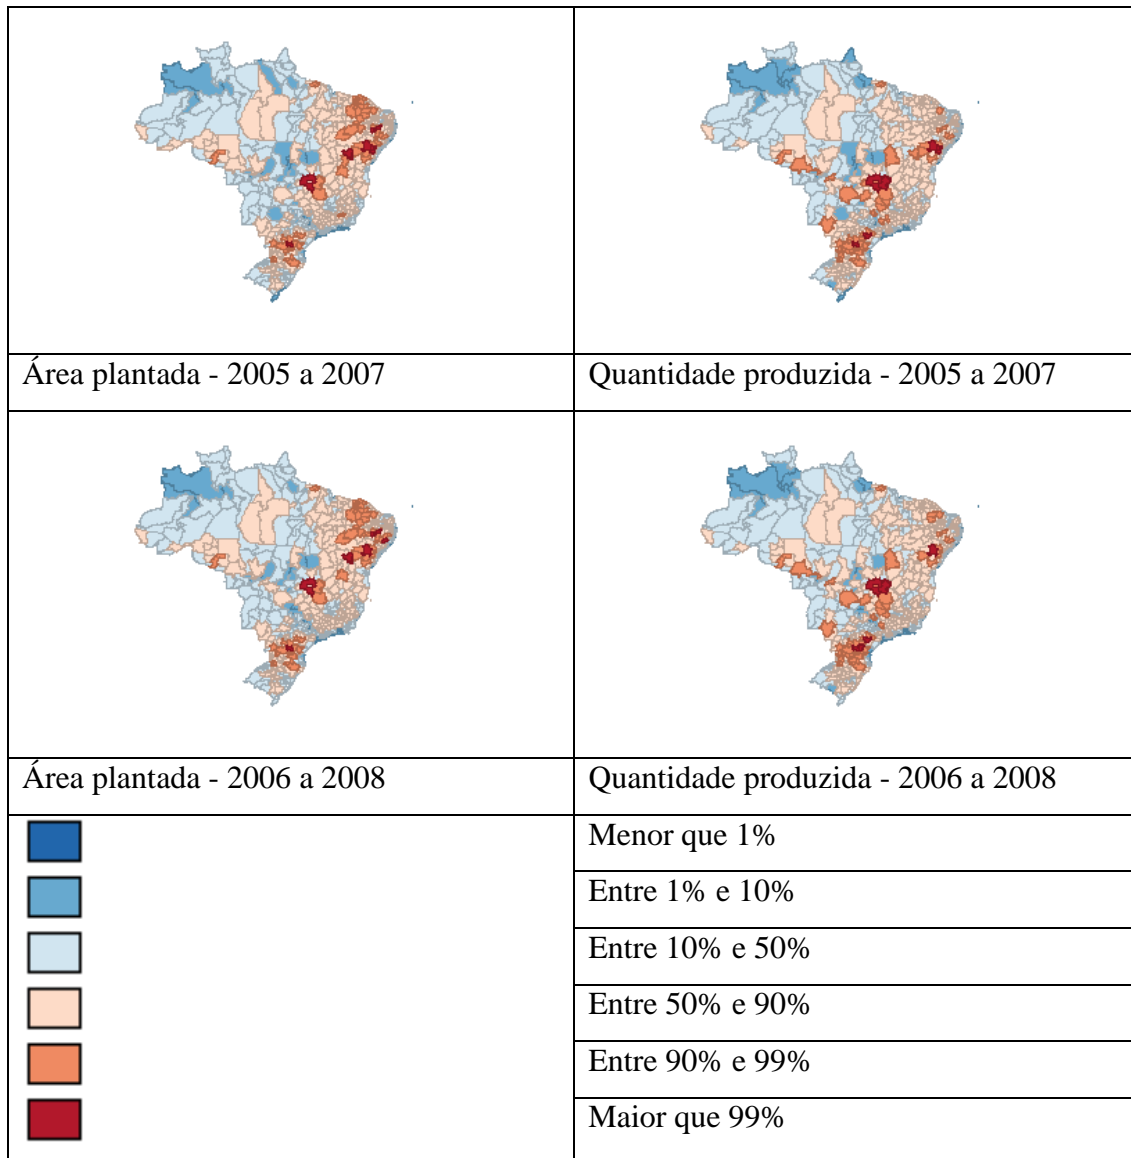 Área plantada - 2005 a 2007
Quantidade produzida - 2005 a 2007
Área plantada - 2006 a 2008
Quantidade produzida - 2006 a 2008
Menor que 1%
Entre 1% e 10%
Entre 10% e 50%
Entre 50% e 90%
Entre 90% e 99%
Maior que 99%